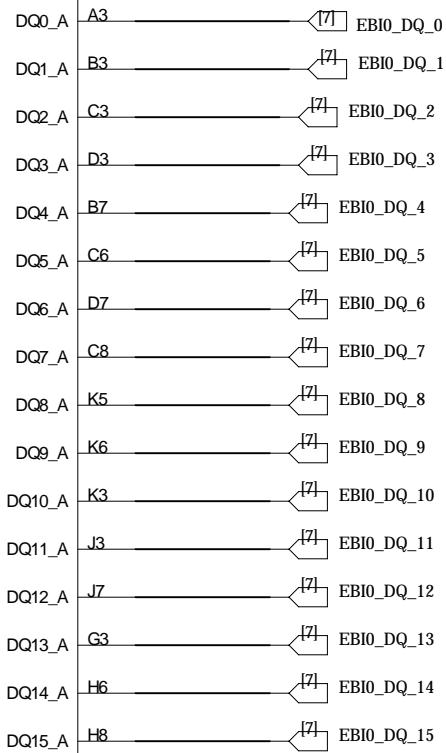 DQ0_A A3 [7] EBI0_DQ_0
DQ1_A B3 [7] EBI0_DQ_1
DQ2_A C3 [7] EBI0_DQ_2
DQ3_A D3 [7] EBI0_DQ_3
DQ4_A B7 [7] EBI0_DQ_4
DQ5_A C6 [7] EBI0_DQ_5
DQ6_A D7 [7] EBI0_DQ_6
DQ7_A C8 [7] EBI0_DQ_7
DQ8_A K5 [7] EBI0_DQ_8
DQ9_A K6 [7] EBI0_DQ_9
DQ10_A K3 [7] EBI0_DQ_10
DQ11_A J3 [7] EBI0_DQ_11
DQ12_A J7 [7] EBI0_DQ_12
DQ13_A G3 [7] EBI0_DQ_13
DQ14_A H6 [7] EBI0_DQ_14
DQ15_A H8 [7] EBI0_DQ_15